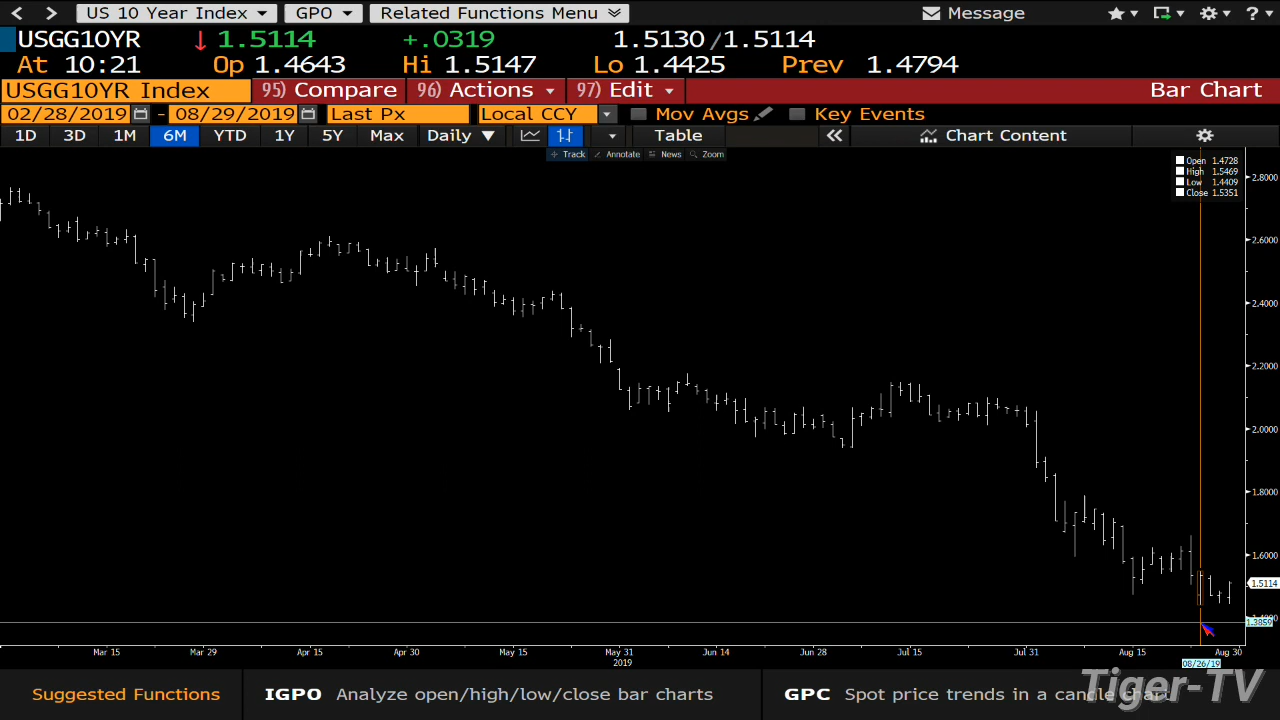 US 10 Year Index GPO Related Functions Menu Message ?
USGG10YR ↓ 1.5114 +.0319 1.5130/1.5114
At 10:21 Op 1.4643 Hi 1.5147 Lo 1.4425 Prev 1.4794
USGG10YR Index 95) Compare 96) Actions 97) Edit Bar Chart
02/28/2019 - 08/29/2019 Last Px Local CCY Mov Avgs Key Events
1D 3D 1M 6M YTD 1Y 5Y Max Daily ▼ Table « Chart Content
Track Annotate News Zoom
Open 1.4728
High 1.5469
Low 1.4409
Close 1.5351
2.8000
2.6000
2.4000
2.2000
2.0000
1.8000
1.6000
1.5114
1.3859
Mar 15 Mar 29 Apr 15 Apr 30 May 15 May 31 Jun 14 Jun 28 Jul 15 Jul 31 Aug 15 Aug 30
2019 08/26/19
Suggested Functions IGPO Analyze open/high/low/close bar charts GPC Spot price trends in a candle chart
Tiger-TV